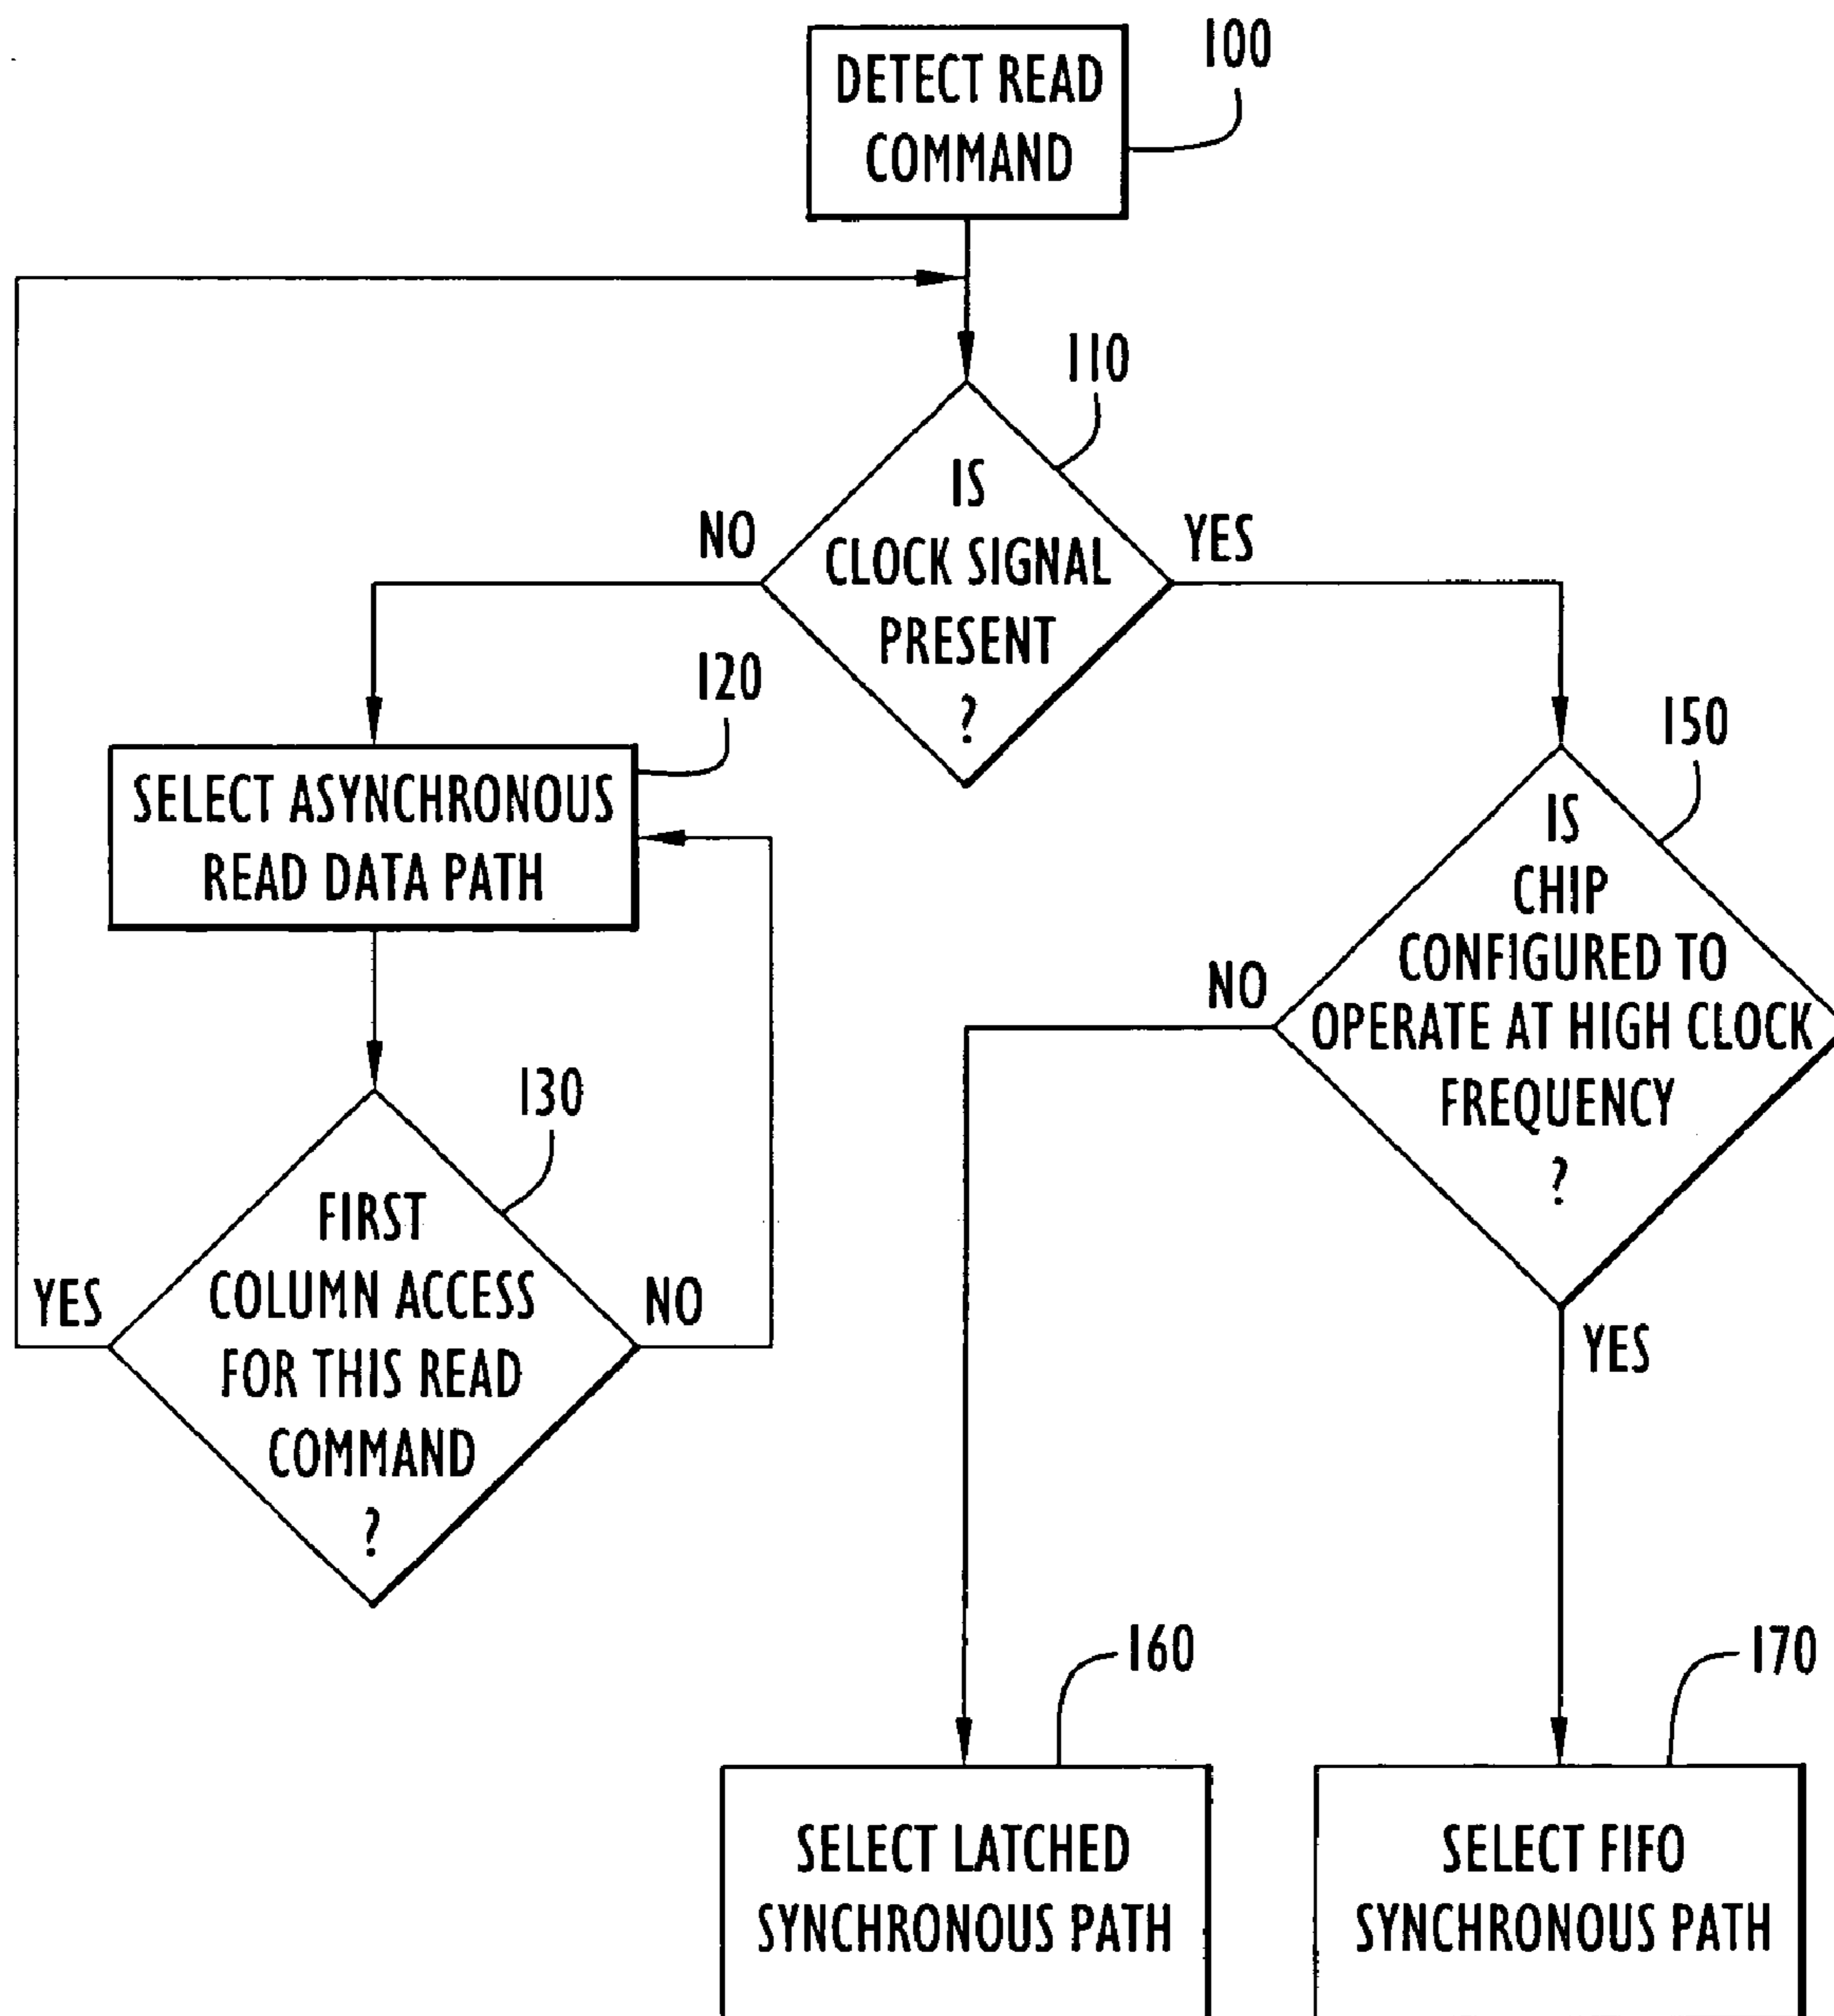 DETECT READ
COMMAND
100
110
IS
CLOCK SIGNAL
PRESENT
?
NO
YES
120
SELECT ASYNCHRONOUS
READ DATA PATH
150
IS
CHIP
CONFIGURED TO
OPERATE AT HIGH CLOCK
FREQUENCY
?
NO
YES
130
FIRST
COLUMN ACCESS
FOR THIS READ
COMMAND
?
YES
NO
160
SELECT LATCHED
SYNCHRONOUS PATH
170
SELECT FIFO
SYNCHRONOUS PATH